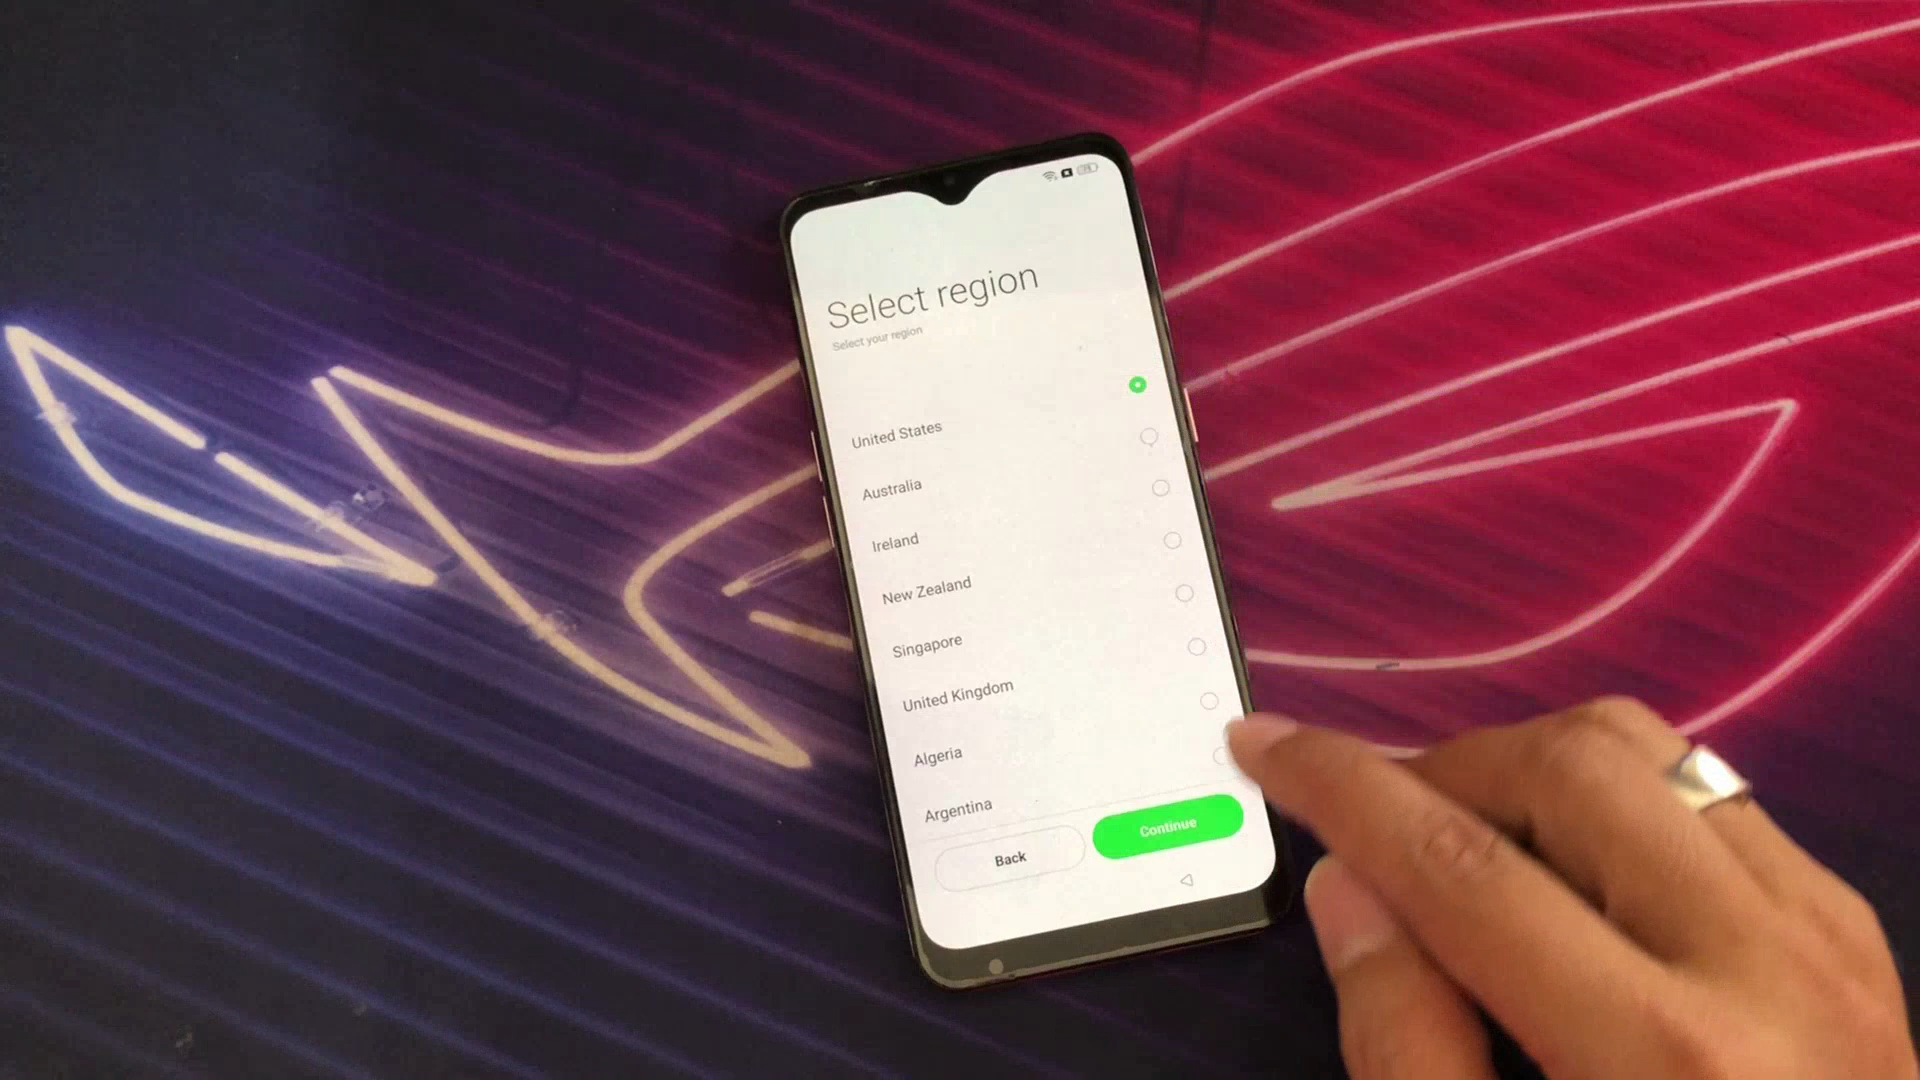 Select region
Select your region
United States
Australia
Ireland
New Zealand
Singapore
United Kingdom
Algeria
Argentina
Back
Continue